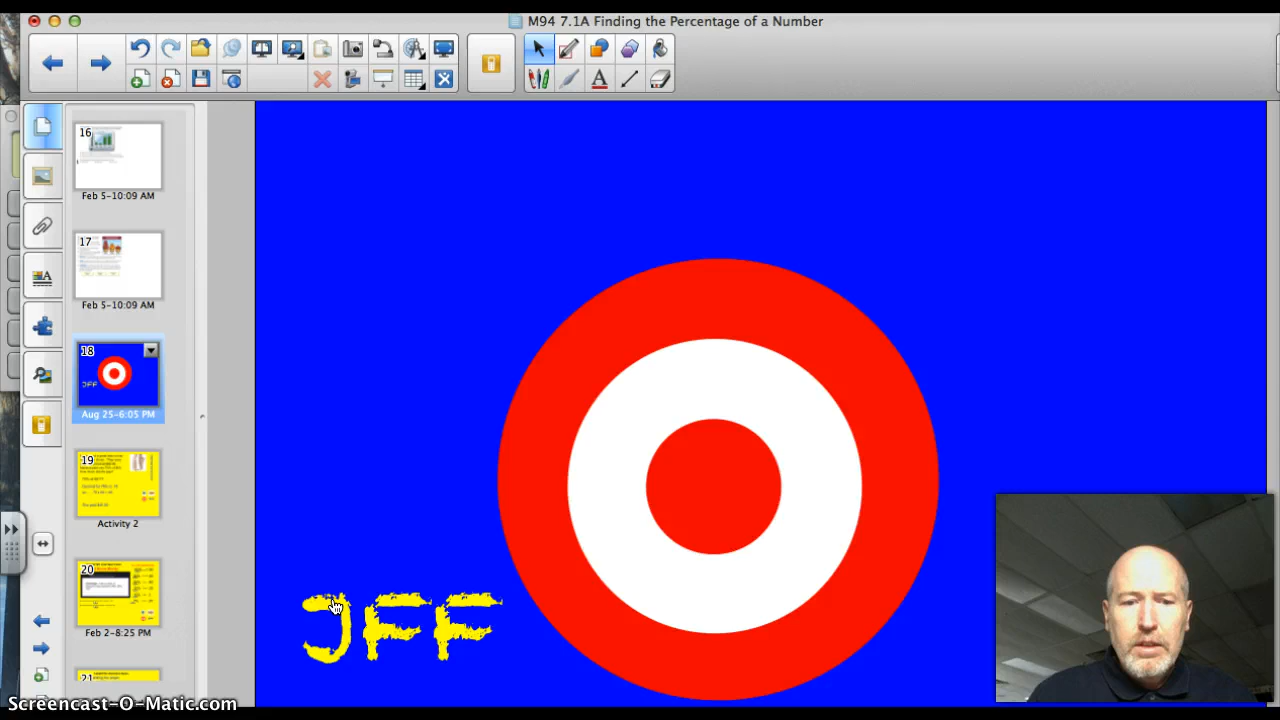 M94 7.1A Finding the Percentage of a Number
16
Feb 5-10:09 AM
17
Feb 5-10:09 AM
18
JFF
Aug 25-6:05 PM
19
Activity 2
20
Feb 2-8:25 PM
21
JFF
Screencast-O-Matic.com